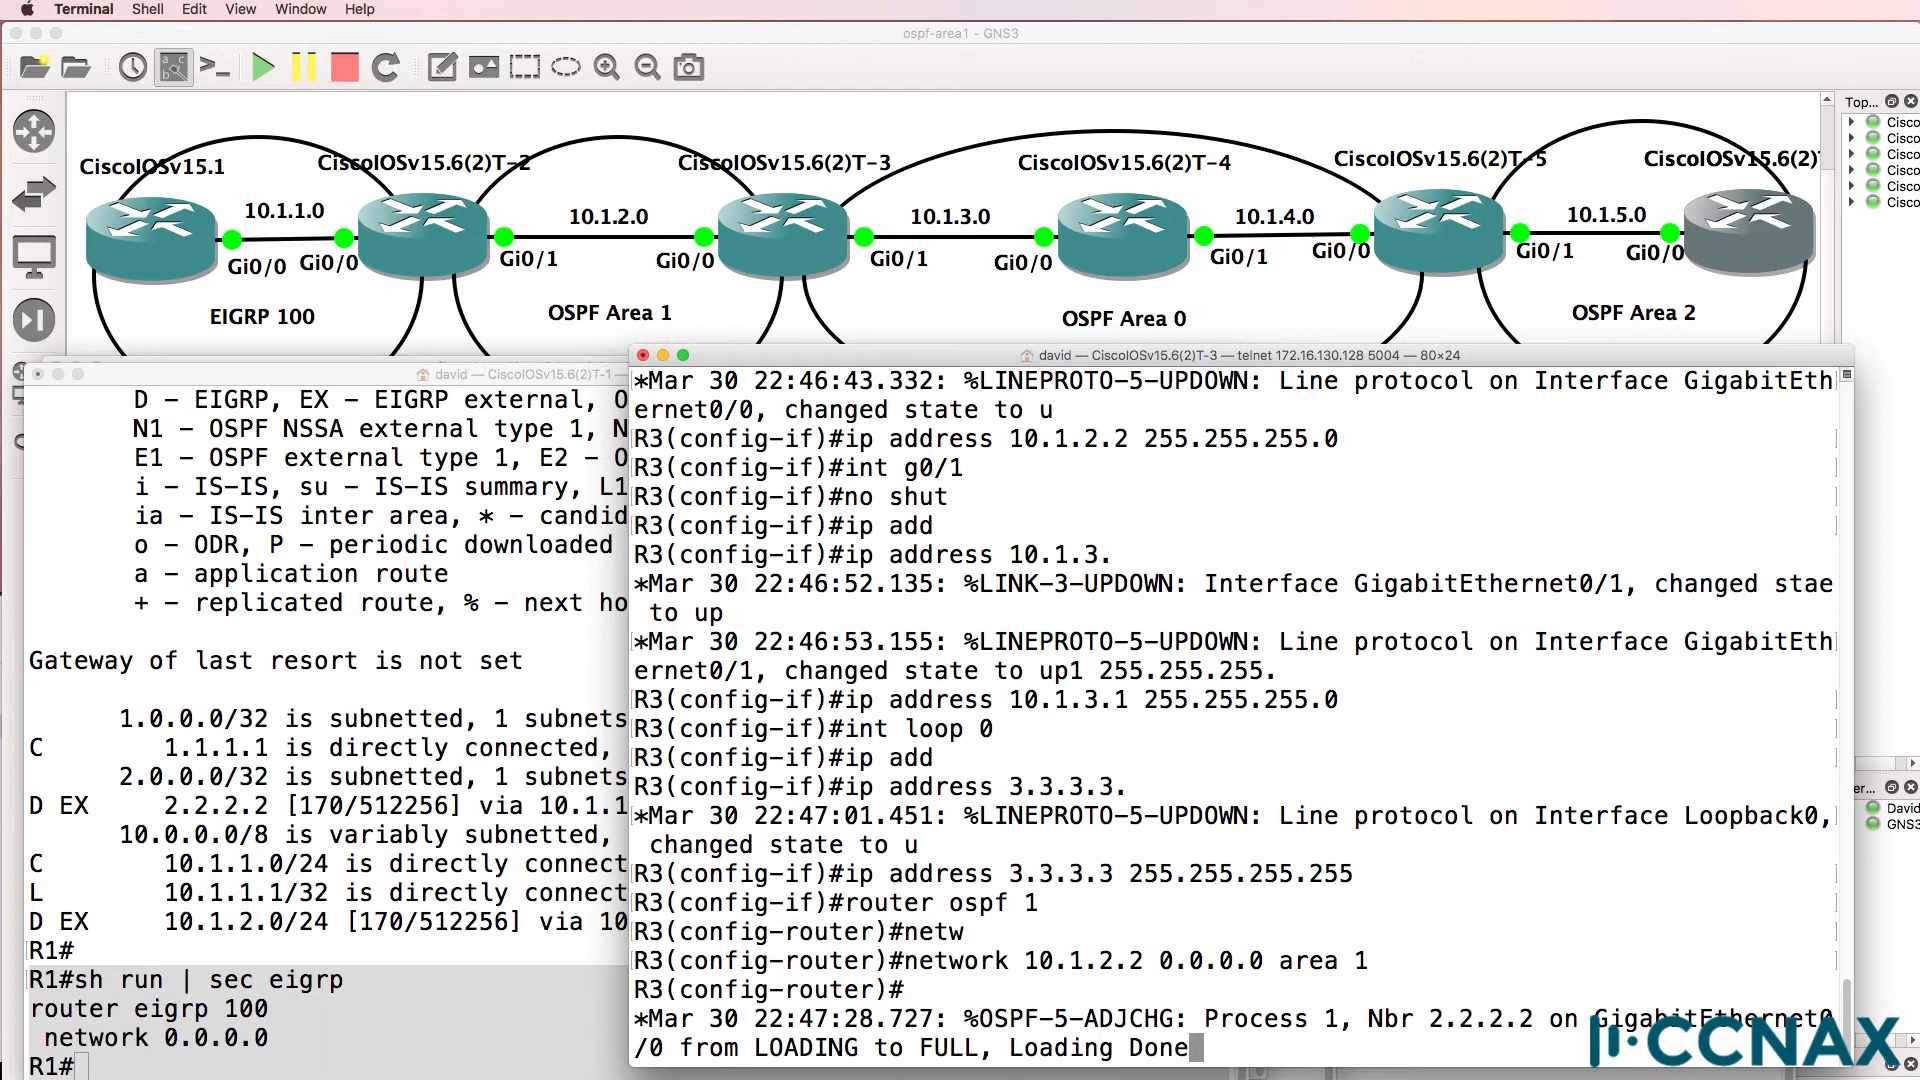 Terminal Shell Edit View Window Help
ospf-area1 - GNS3
Top...
CiscoIOSv15.1 CiscoIOSv15.6(2)T-2 CiscoIOSv15.6(2)T-3 CiscoIOSv15.6(2)T-4 CiscoIOSv15.6(2)T-5 CiscoIOSv15.6(2)
Cisco
Cisco
Cisco
Cisco
Cisco
Cisco
10.1.1.0 10.1.2.0 10.1.3.0 10.1.4.0 10.1.5.0
Gi0/0 Gi0/0 Gi0/1 Gi0/0 Gi0/1 Gi0/0 Gi0/1 Gi0/0 Gi0/1 Gi0/0
EIGRP 100 OSPF Area 1 OSPF Area 0 OSPF Area 2
david — CiscoIOSv15.6(2)T-1 —
D - EIGRP, EX - EIGRP external, O
N1 - OSPF NSSA external type 1, N
E1 - OSPF external type 1, E2 - O
i - IS-IS, su - IS-IS summary, L1
ia - IS-IS inter area, * - candid
o - ODR, P - periodic downloaded
a - application route
+ - replicated route, % - next ho
Gateway of last resort is not set
1.0.0.0/32 is subnetted, 1 subnets
C 1.1.1.1 is directly connected,
2.0.0.0/32 is subnetted, 1 subnets
D EX 2.2.2.2 [170/512256] via 10.1.1
10.0.0.0/8 is variably subnetted,
C 10.1.1.0/24 is directly connect
L 10.1.1.1/32 is directly connect
D EX 10.1.2.0/24 [170/512256] via 10
R1#
R1#sh run | sec eigrp
router eigrp 100
network 0.0.0.0
R1#
david — CiscoIOSv15.6(2)T-3 — telnet 172.16.130.128 5004 — 80×24
*Mar 30 22:46:43.332: %LINEPROTO-5-UPDOWN: Line protocol on Interface GigabitEth
ernet0/0, changed state to u
R3(config-if)#ip address 10.1.2.2 255.255.255.0
R3(config-if)#int g0/1
R3(config-if)#no shut
R3(config-if)#ip add
R3(config-if)#ip address 10.1.3.
*Mar 30 22:46:52.135: %LINK-3-UPDOWN: Interface GigabitEthernet0/1, changed stae
to up
*Mar 30 22:46:53.155: %LINEPROTO-5-UPDOWN: Line protocol on Interface GigabitEth
ernet0/1, changed state to up1 255.255.255.
R3(config-if)#ip address 10.1.3.1 255.255.255.0
R3(config-if)#int loop 0
R3(config-if)#ip add
R3(config-if)#ip address 3.3.3.3.
*Mar 30 22:47:01.451: %LINEPROTO-5-UPDOWN: Line protocol on Interface Loopback0,
changed state to u
R3(config-if)#ip address 3.3.3.3 255.255.255.255
R3(config-if)#router ospf 1
R3(config-router)#netw
R3(config-router)#network 10.1.2.2 0.0.0.0 area 1
R3(config-router)#
*Mar 30 22:47:28.727: %OSPF-5-ADJCHG: Process 1, Nbr 2.2.2.2 on GigabitEthernet0
/0 from LOADING to FULL, Loading Done
er...
David
GNS3
CCNAX